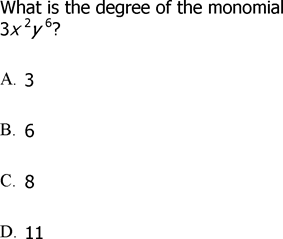 What is the degree of the monomial
3x²y⁶?
A. 3
B. 6
C. 8
D. 11